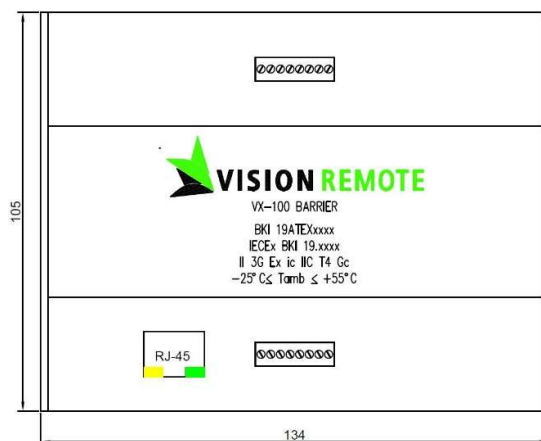 105
VISION REMOTE
VX-100 BARRIER
BKI 19ATEXxxxx
IECEx BKI 19.xxxx
II 3G Ex ic IIC T4 Gc
-25°C≤ Tamb ≤ +55°C
RJ-45
134